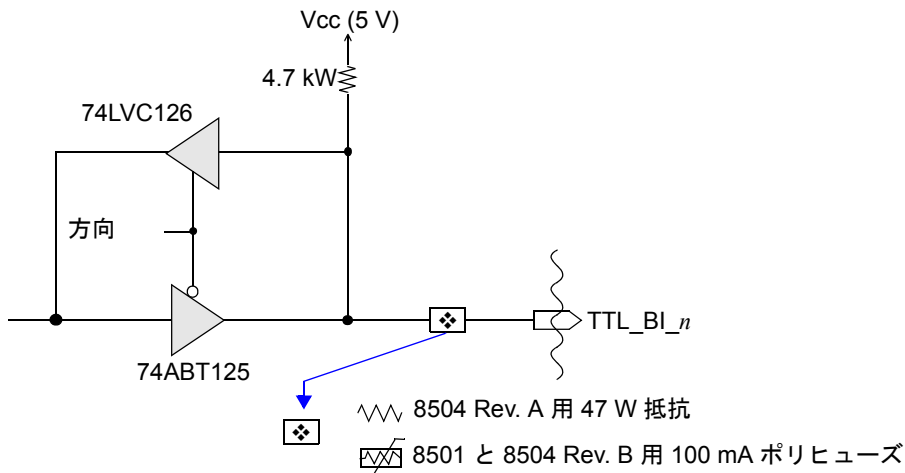 Vcc (5 V)
4.7 kW
74LVC126
方向
74ABT125
TTL_BI_n
8504 Rev. A 用 47 W 抵抗
8501 と 8504 Rev. B 用 100 mA ポリヒューズ